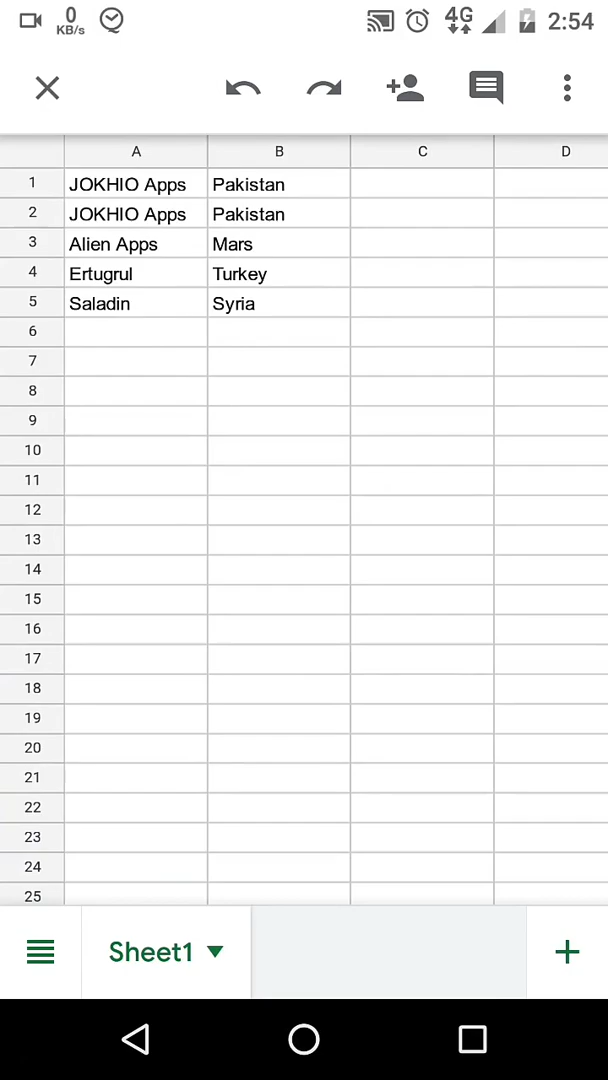 0 KB/s 4G 2:54
A B C D
1 JOKHIO Apps Pakistan
2 JOKHIO Apps Pakistan
3 Alien Apps Mars
4 Ertugrul Turkey
5 Saladin Syria
6
7
8
9
10
11
12
13
14
15
16
17
18
19
20
21
22
23
24
25
Sheet1